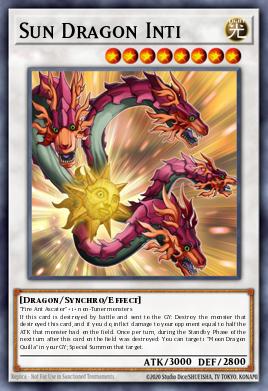 Sun Dragon Inti
LIGHT
光
[Dragon/Synchro/Effect]
"Fire Ant Ascator" + 1+ non-Tuner monsters
If this card is destroyed by battle and sent to the GY: Destroy the monster that
destroyed this card, and if you do, inflict damage to your opponent equal to half the
ATK that monster had on the field. Once per turn, during the Standby Phase of the
next turn after this card on the field was destroyed: You can target 1 "Moon Dragon
Quilla" in your GY; Special Summon that target.
ATK/3000 DEF/2800
Replica - Not For Use in Sanctioned Tournaments
©2020 Studio Dice/SHUEISHA, TV TOKYO, KONAMI